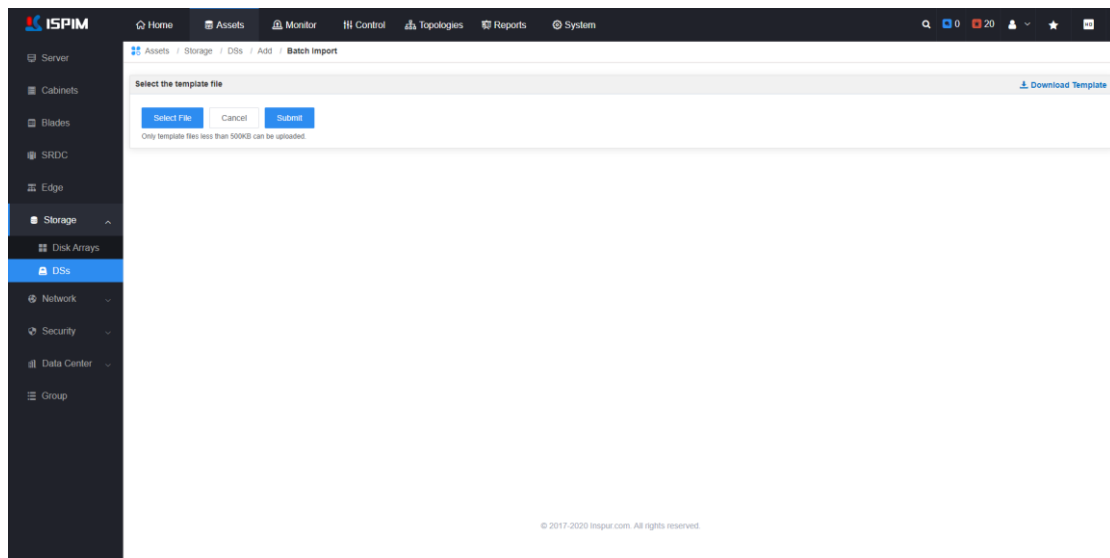 ISPIM Home Assets Monitor Control Topologies Reports System 0 20
Assets / Storage / DSs / Add / Batch Import
Server
Cabinets
Blades
SRDC
Edge
Storage
Disk Arrays
DSs
Network
Security
Data Center
Group
Select the template file Download Template
Select File Cancel Submit
Only template files less than 500KB can be uploaded.
© 2017-2020 inspur.com. All rights reserved.